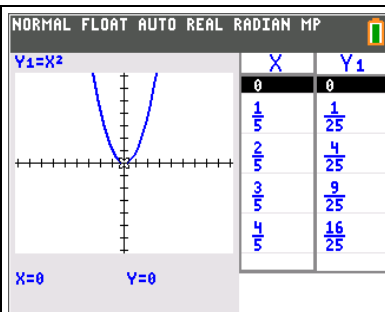 NORMAL FLOAT AUTO REAL RADIAN MP
Y₁=X²
X Y₁
0 0
1/5 1/25
2/5 4/25
3/5 9/25
4/5 16/25
X=0 Y=0